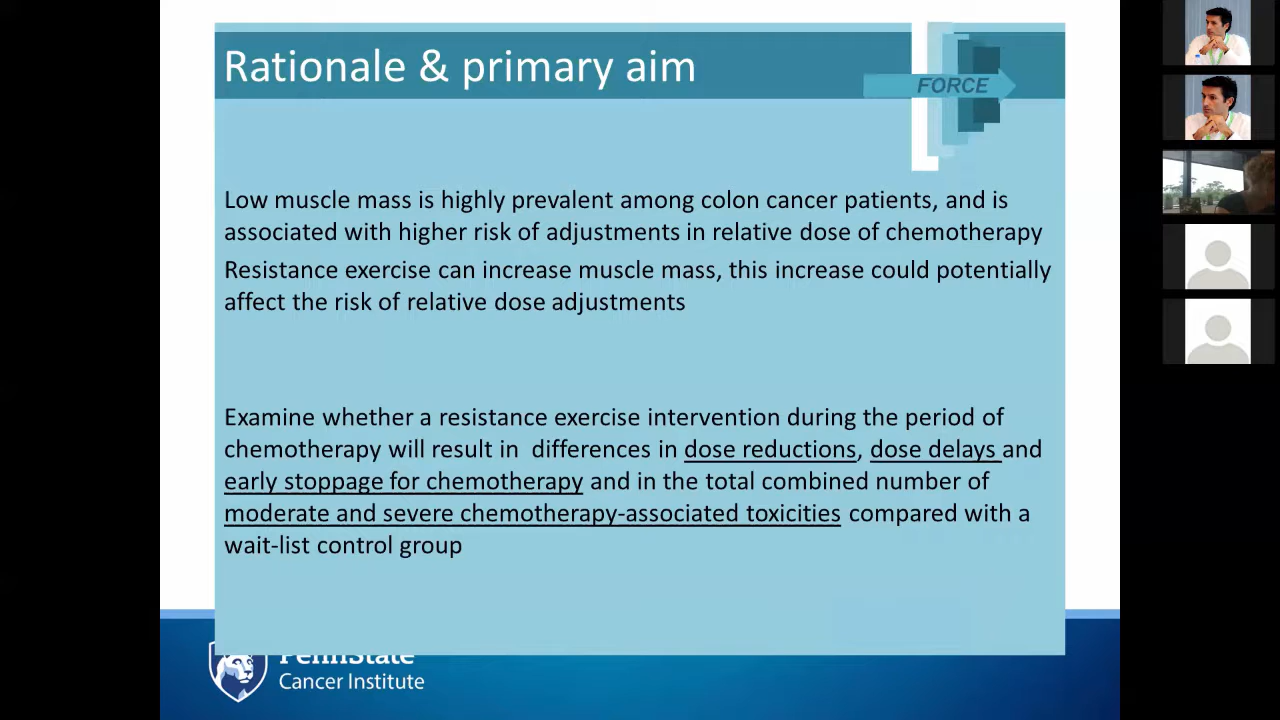 Rationale & primary aim
FORCE
Low muscle mass is highly prevalent among colon cancer patients, and is
associated with higher risk of adjustments in relative dose of chemotherapy
Resistance exercise can increase muscle mass, this increase could potentially
affect the risk of relative dose adjustments
Examine whether a resistance exercise intervention during the period of
chemotherapy will result in differences in dose reductions, dose delays and
early stoppage for chemotherapy and in the total combined number of
moderate and severe chemotherapy-associated toxicities compared with a
wait-list control group
PennState
Cancer Institute